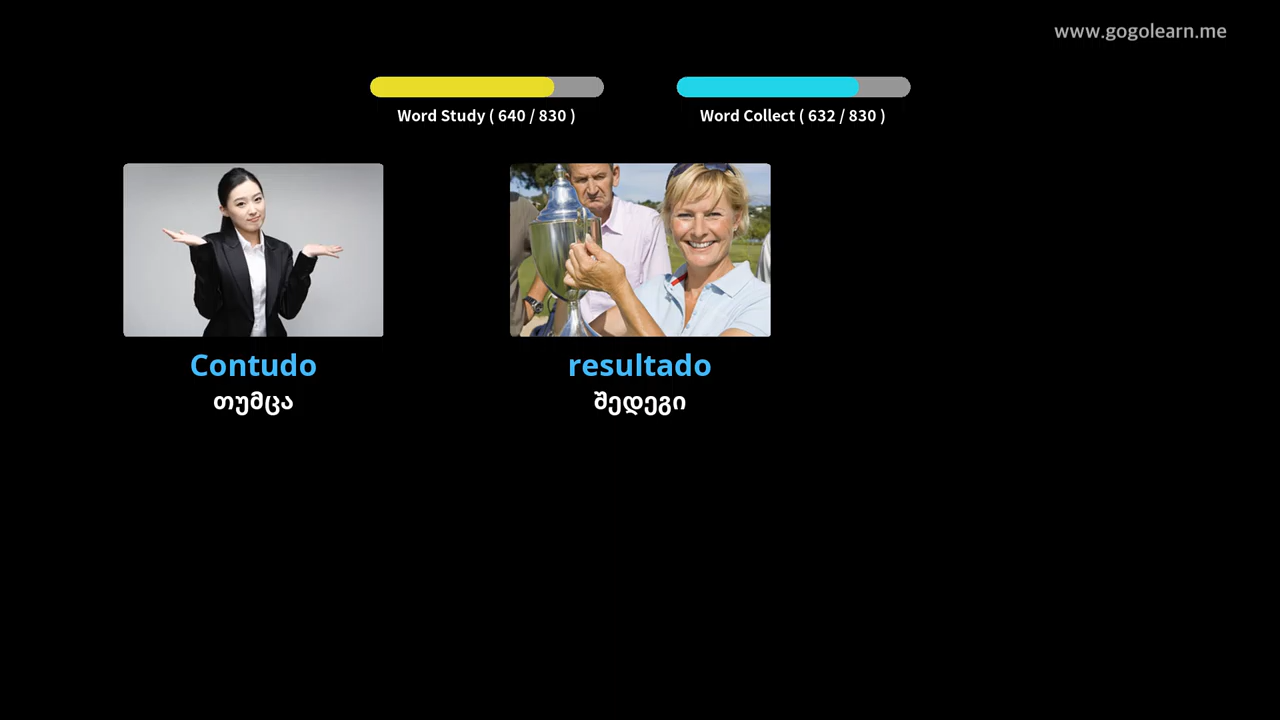 www.gogolearn.me
Word Study ( 640 / 830 )
Word Collect ( 632 / 830 )
Contudo
თუმცა
resultado
შედეგი